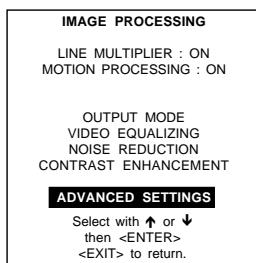 IMAGE PROCESSING
LINE MULTIPLIER : ON
MOTION PROCESSING : ON
OUTPUT MODE
VIDEO EQUALIZING
NOISE REDUCTION
CONTRAST ENHANCEMENT
ADVANCED SETTINGS
Select with ↑ or ↓
then <ENTER>
<EXIT> to return.